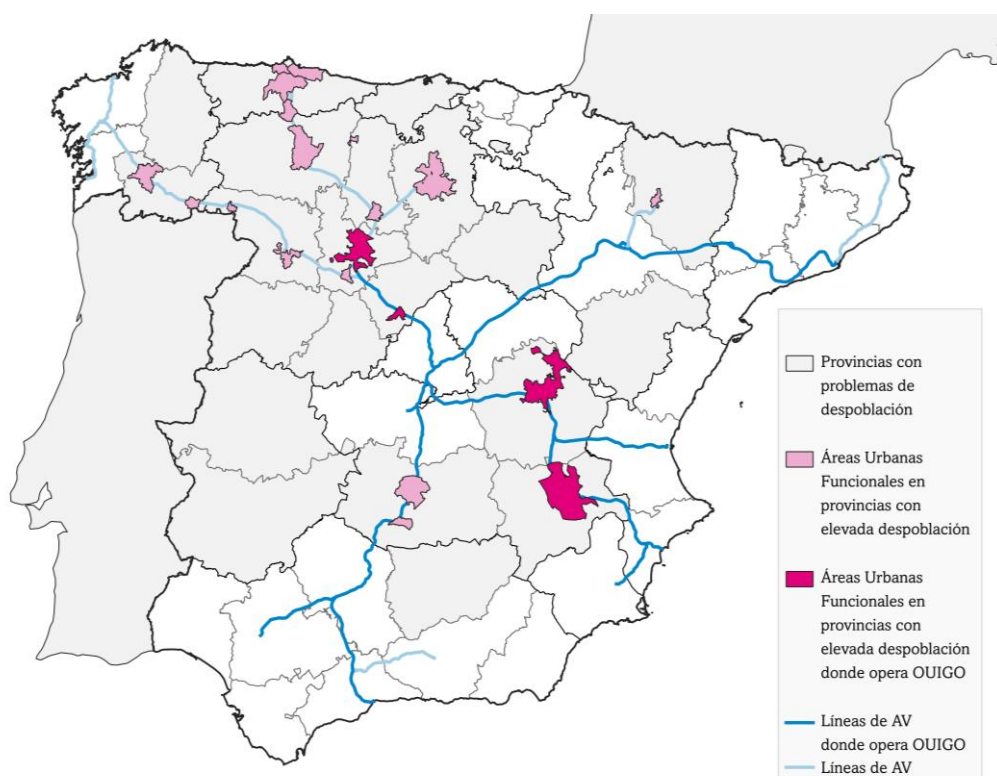 Provincias con
problemas de
despoblación
Áreas Urbanas
Funcionales en
provincias con
elevada despoblación
Áreas Urbanas
Funcionales en
provincias con
elevada despoblación
donde opera OUIGO
Líneas de AV
donde opera OUIGO
Líneas de AV